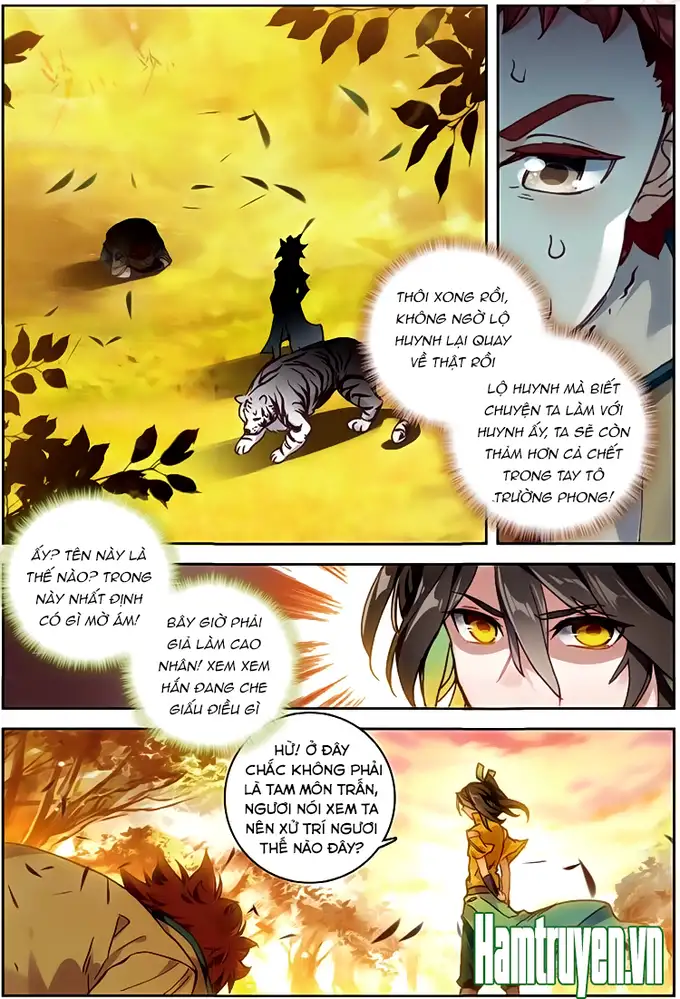 THÔI XONG RỒI,
KHÔNG NGỜ LỘ
HUYNH LẠI QUAY
VỀ THẬT RỒI
LỘ HUYNH MÀ BIẾT
CHUYỆN TA LÀM VỚI
HUYNH ẤY, TA SẼ CÒN
THẢM HƠN CẢ CHẾT
TRONG TAY TÔ
TRƯỜNG PHONG!
ẤY? TÊN NÀY LÀ
THẾ NÀO? TRONG
NÀY NHẤT ĐỊNH
CÓ GÌ MỜ ÁM!
BÂY GIỜ PHẢI
GIẢ LÀM CAO
NHÂN! XEM XEM
HẮN ĐANG CHE
GIẤU ĐIỀU GÌ
HỪ! Ở ĐÂY
CHẮC KHÔNG PHẢI
LÀ TAM MÔN TRẤN,
NGƯƠI NÓI XEM TA
NÊN XỬ TRÍ NGƯƠI
THẾ NÀO ĐÂY?
Hamtruyen.vn